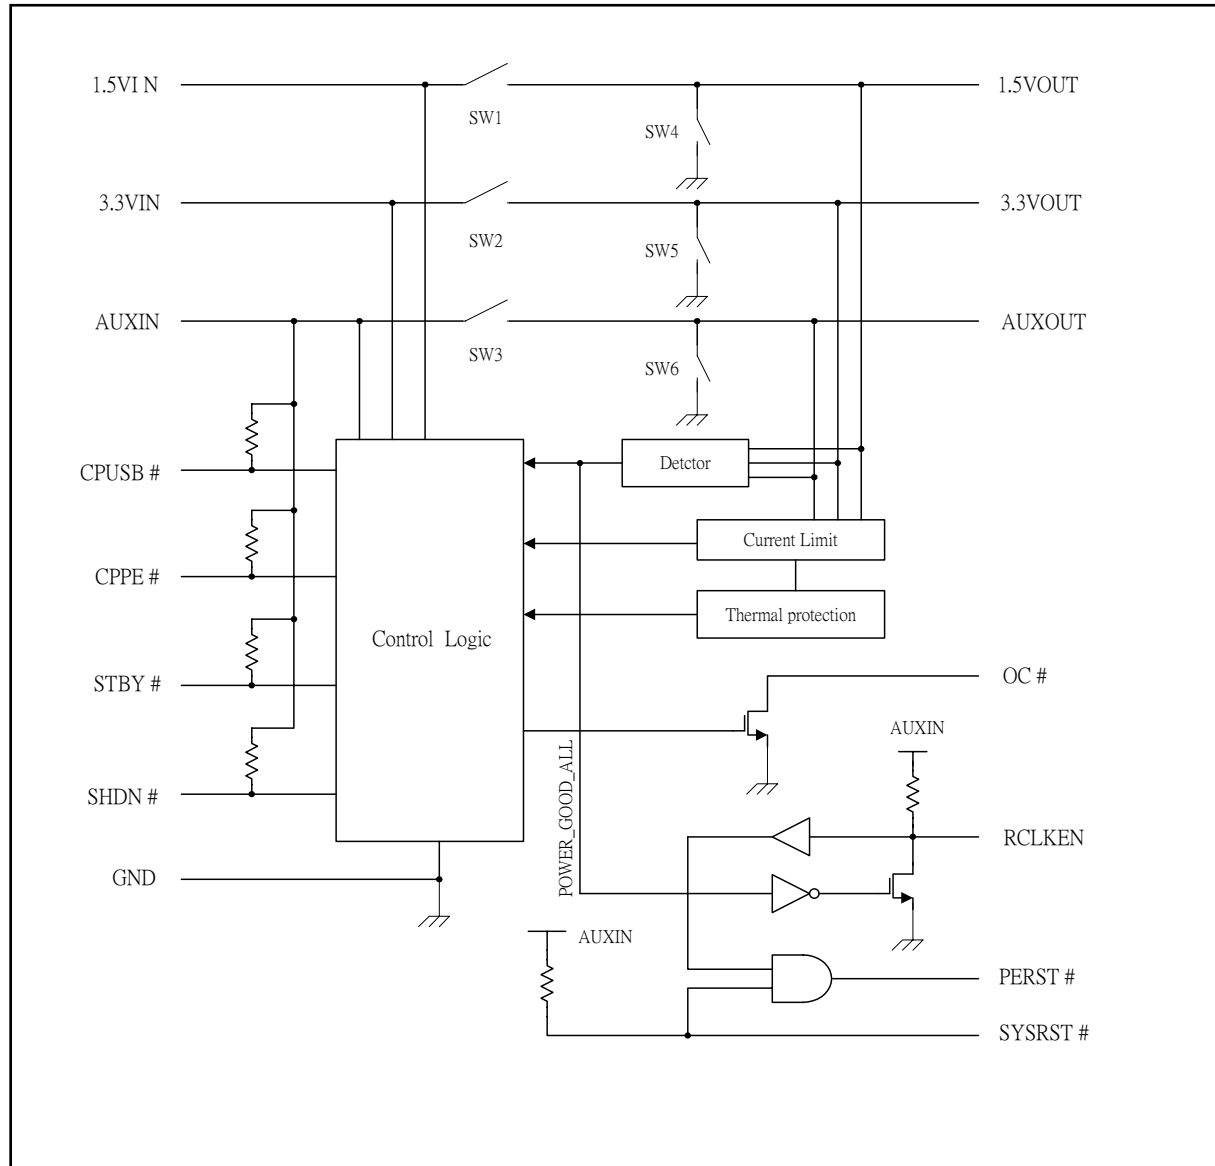 1.5VI N
1.5VOUT
SW1
SW4
3.3VIN
3.3VOUT
SW2
SW5
AUXIN
AUXOUT
SW3
SW6
CPUSB #
Detctor
Current Limit
CPPE #
Thermal protection
Control Logic
STBY #
OC #
AUXIN
POWER_GOOD_ALL
SHDN #
RCLKEN
GND
AUXIN
PERST #
SYSRST #